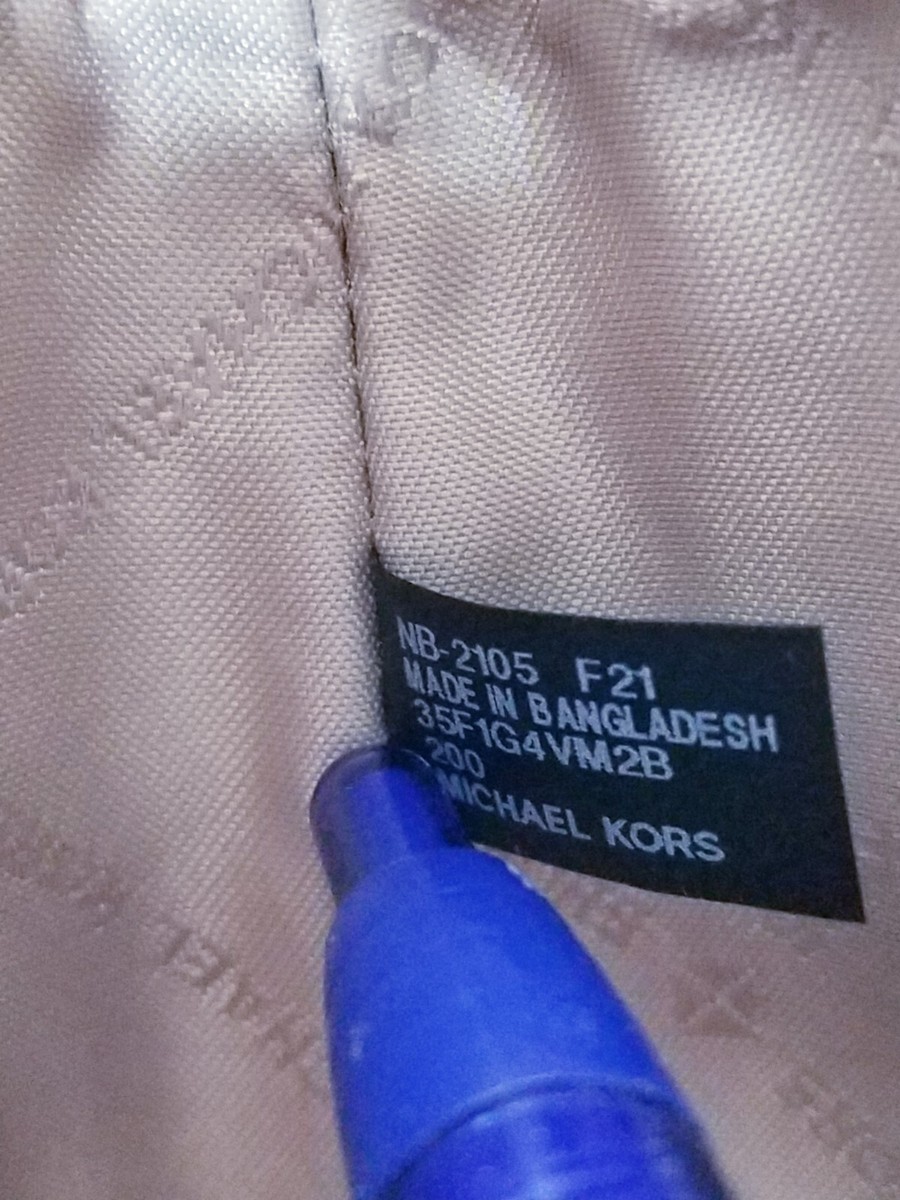 NB-2105 F21
MADE IN BANGLADESH
35F1G4VM2B
200
MICHAEL KORS